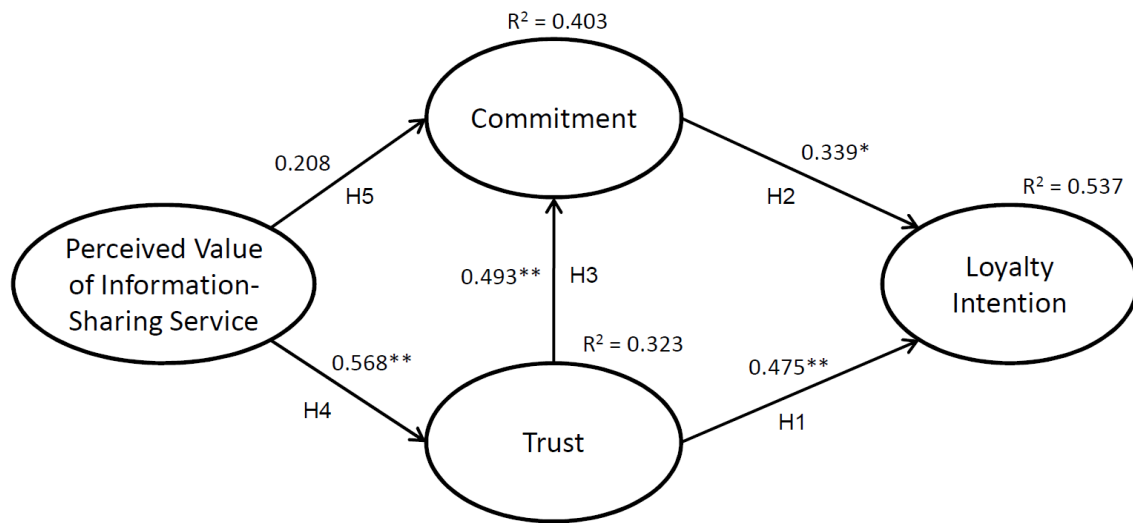 R² = 0.403
Commitment
0.208
H5
0.339*
H2
R² = 0.537
Perceived Value
of Information-
Sharing Service
0.493**
H3
Loyalty
Intention
R² = 0.323
0.568**
H4
0.475**
H1
Trust